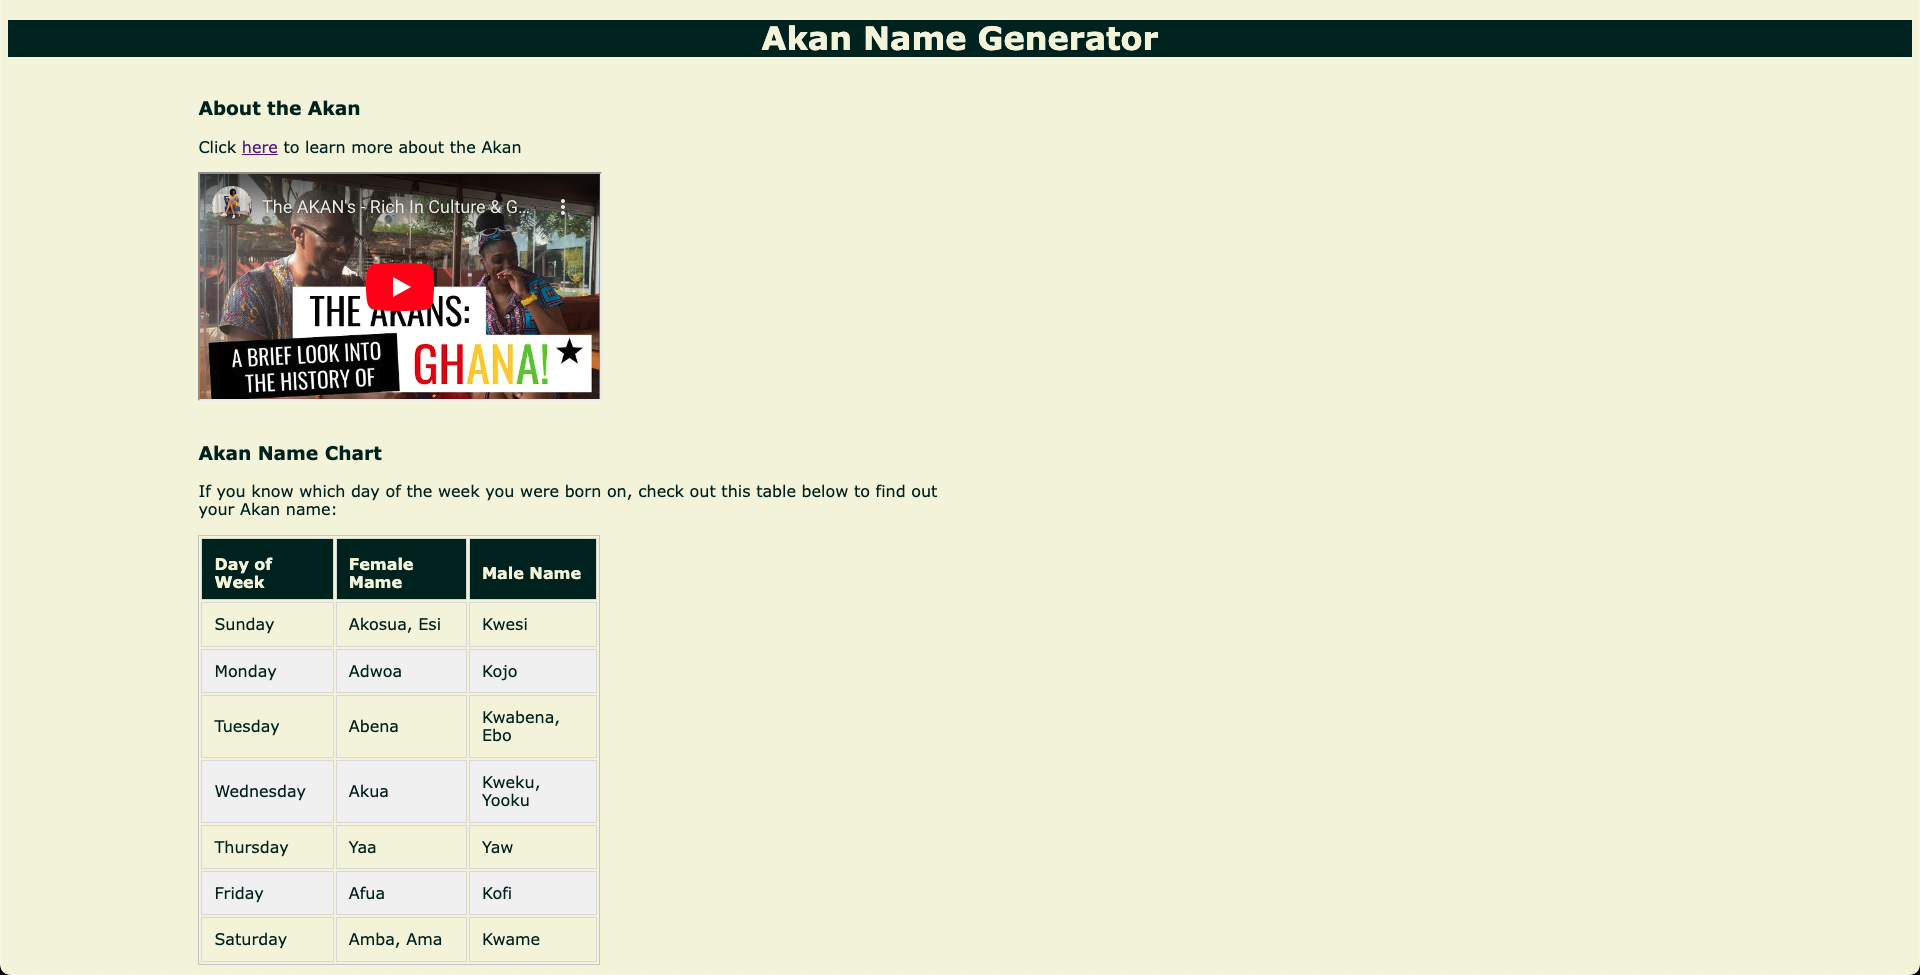 Akan Name Generator
About the Akan
Click here to learn more about the Akan
The AKAN's - Rich In Culture & G...
THE AKANS:
A BRIEF LOOK INTO
THE HISTORY OF
GHANA!
Akan Name Chart
If you know which day of the week you were born on, check out this table below to find out
your Akan name:
Day of
Week
Female
Mame
Male Name
Sunday
Akosua, Esi
Kwesi
Monday
Adwoa
Kojo
Tuesday
Abena
Kwabena,
Ebo
Wednesday
Akua
Kweku,
Yooku
Thursday
Yaa
Yaw
Friday
Afua
Kofi
Saturday
Amba, Ama
Kwame